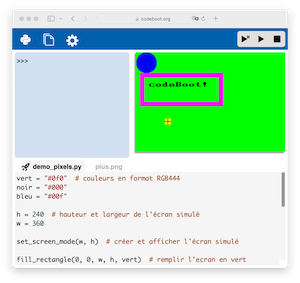 codeboot.org
>>>
codeBoot!
demo_pixels.py
plus.png
vert = "#0f0"  # couleurs en format RGB444
noir = "#000"
bleu = "#00f"
h = 240  # hauteur et largeur de l'écran simulé
w = 360
set_screen_mode(w, h)  # créer et afficher l'écran simulé
fill_rectangle(0, 0, w, h, vert)  # remplir l'ecran en vert